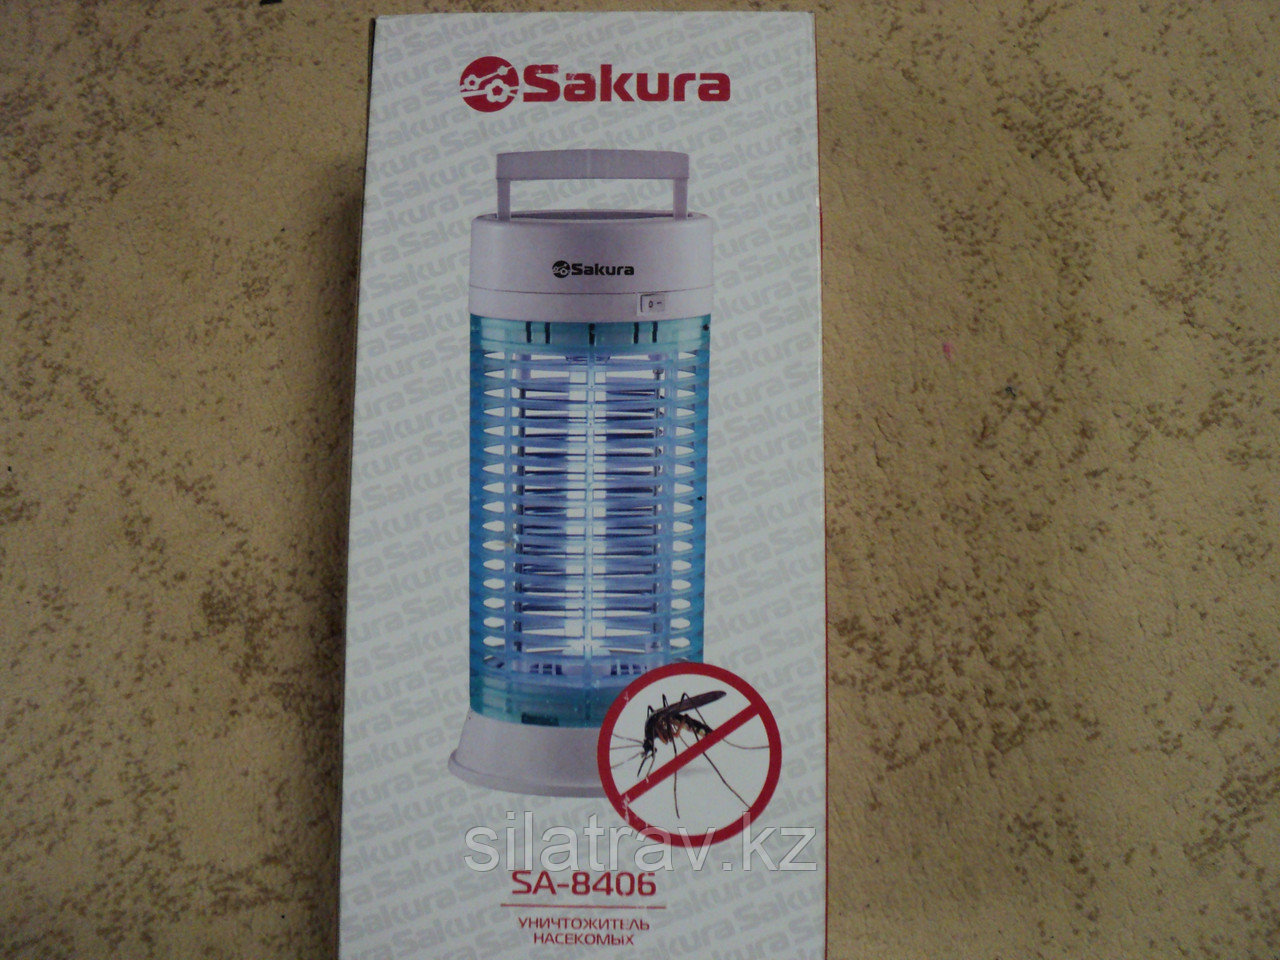 Sakura
Sakura
silatrav.kz
SA-8406
УНИЧТОЖИТЕЛЬ
НАСЕКОМЫХ